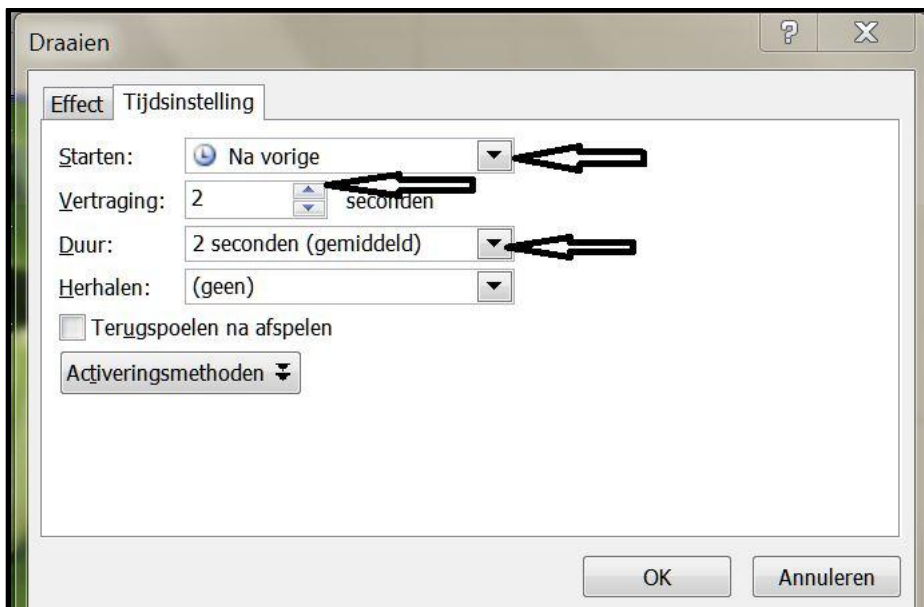 Draaien
Effect Tijdsinstelling
Starten: Na vorige
Vertraging: 2 seconden
Duur: 2 seconden (gemiddeld)
Herhalen: (geen)
Terugspoelen na afspelen
Activeringsmethoden
OK Annuleren